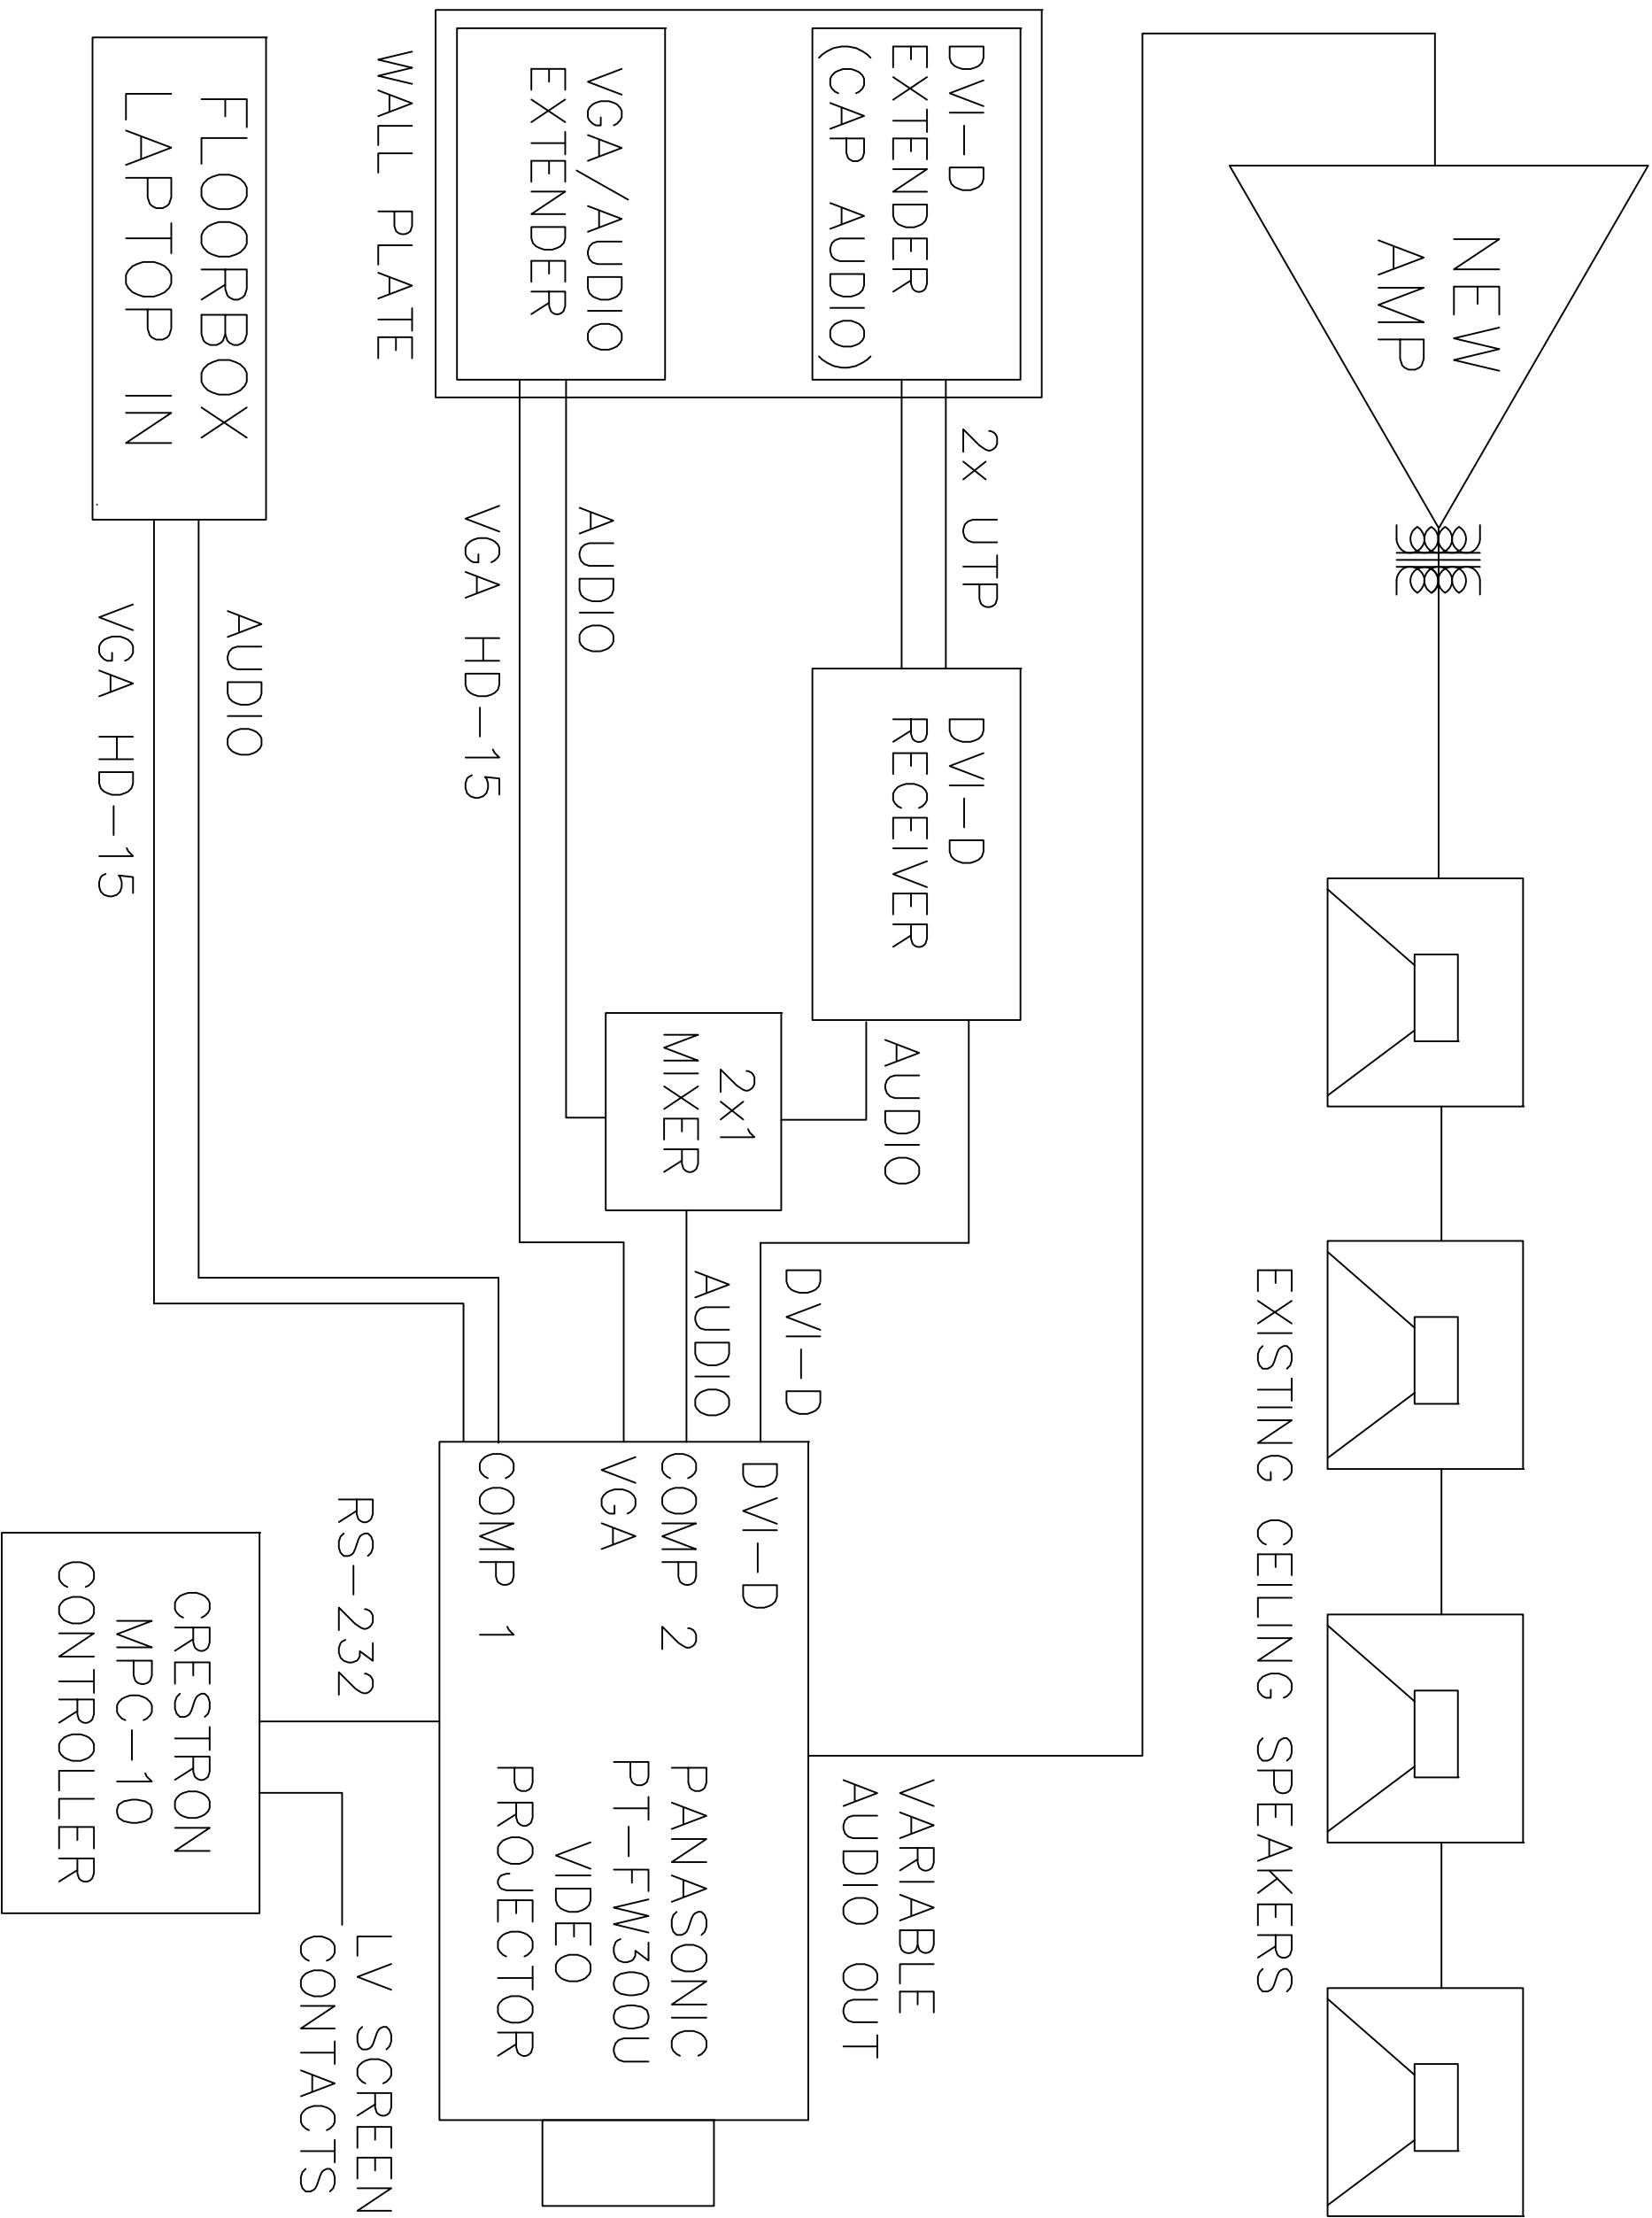 NEW
AMP
EXISTING CEILING SPEAKERS
DVI-D
EXTENDER
(CAP AUDIO)
2x UTP
DVI-D
RECEIVER
AUDIO
VARIABLE
AUDIO OUT
VGA/AUDIO
EXTENDER
WALL PLATE
AUDIO
VGA HD-15
2x1
MIXER
DVI-D
AUDIO
DVI-D
COMP 2
VGA
COMP 1
PANASONIC
PT-FW300U
VIDEO
PROJECTOR
FLOORBOX
LAPTOP IN
AUDIO
VGA HD-15
RS-232
LV SCREEN
CONTACTS
CRESTRON
MPC-10
CONTROLLER